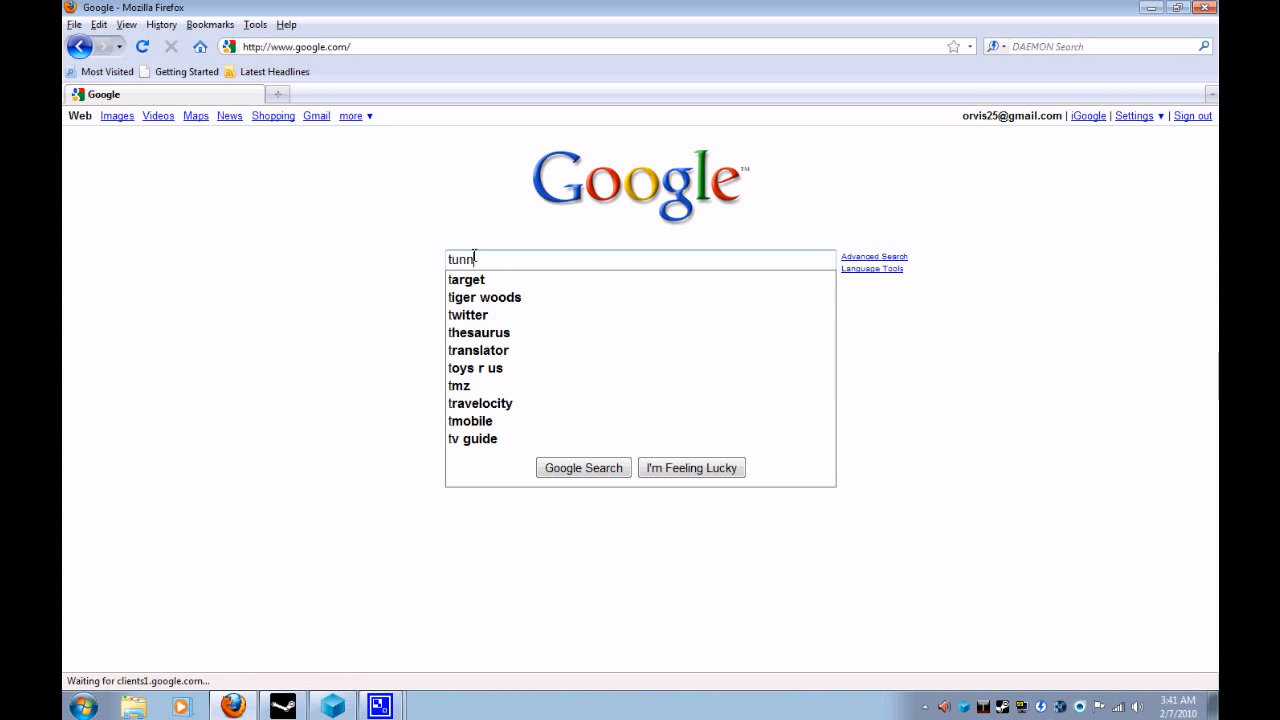 Google - Mozilla Firefox
File Edit View History Bookmarks Tools Help
http://www.google.com/ DAEMON Search
Most Visited Getting Started Latest Headlines
Google
Web Images Videos Maps News Shopping Gmail more ▼ orvis25@gmail.com | iGoogle | Settings ▼ | Sign out
Google™
tunn
Advanced Search
Language Tools
target
tiger woods
twitter
thesaurus
translator
toys r us
tmz
travelocity
tmobile
tv guide
Google Search I'm Feeling Lucky
Waiting for clients1.google.com...
3:41 AM
2/7/2010